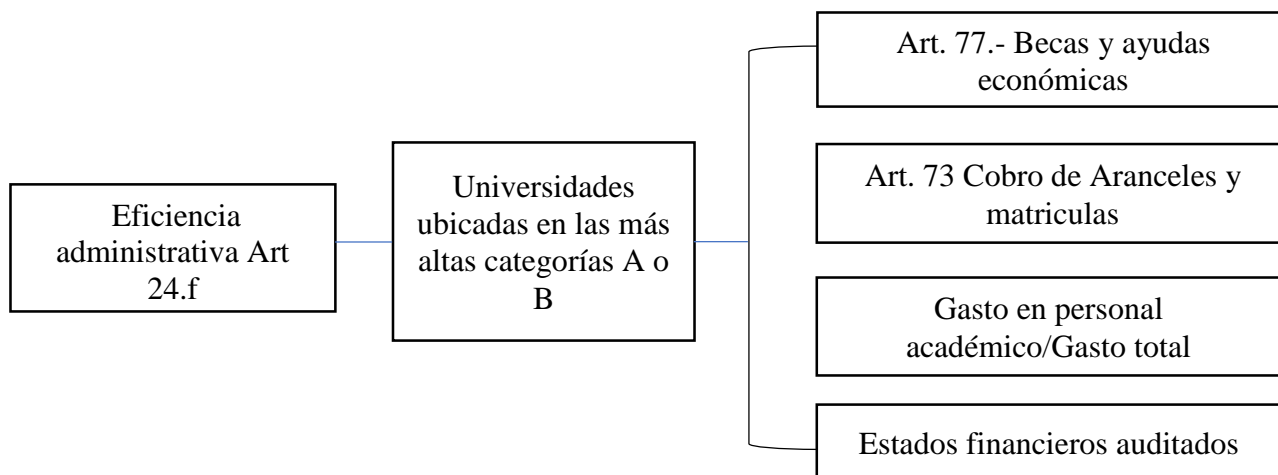 Eficiencia
administrativa Art
24.f
Universidades
ubicadas en las más
altas categorías A o
B
Art. 77.- Becas y ayudas
económicas
Art. 73 Cobro de Aranceles y
matriculas
Gasto en personal
académico/Gasto total
Estados financieros auditados